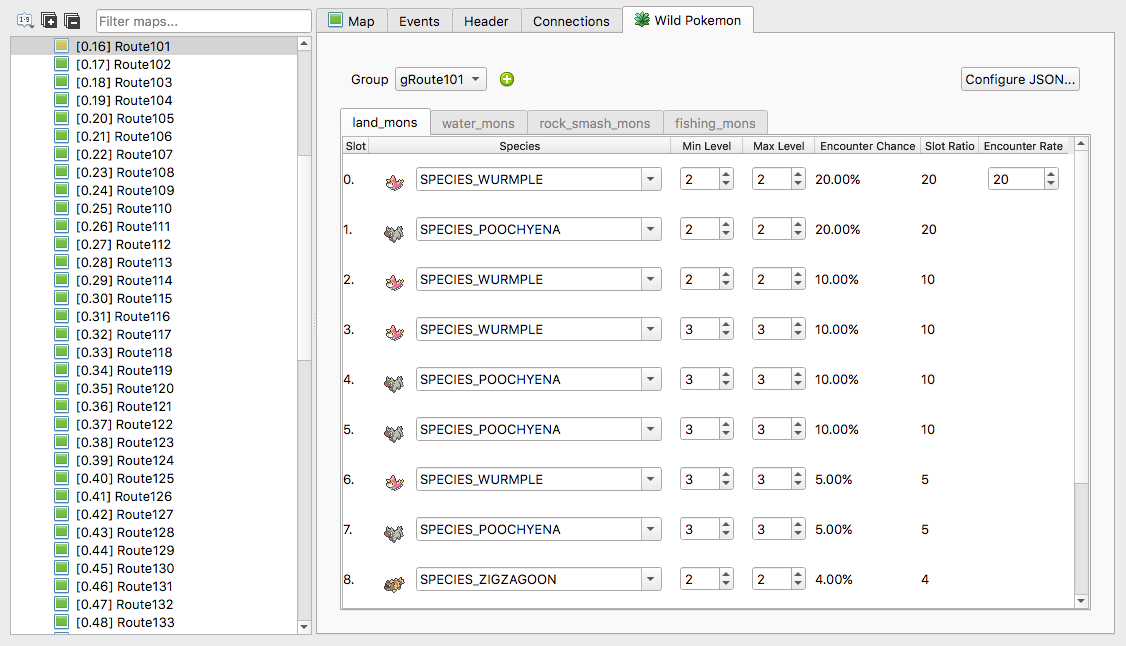 Filter maps...
[0.16] Route101
[0.17] Route102
[0.18] Route103
[0.19] Route104
[0.20] Route105
[0.21] Route106
[0.22] Route107
[0.23] Route108
[0.24] Route109
[0.25] Route110
[0.26] Route111
[0.27] Route112
[0.28] Route113
[0.29] Route114
[0.30] Route115
[0.31] Route116
[0.32] Route117
[0.33] Route118
[0.34] Route119
[0.35] Route120
[0.36] Route121
[0.37] Route122
[0.38] Route123
[0.39] Route124
[0.40] Route125
[0.41] Route126
[0.42] Route127
[0.43] Route128
[0.44] Route129
[0.45] Route130
[0.46] Route131
[0.47] Route132
[0.48] Route133
Map Events Header Connections Wild Pokemon
Group gRoute101 Configure JSON...
land_mons water_mons rock_smash_mons fishing_mons
Slot Species Min Level Max Level Encounter Chance Slot Ratio Encounter Rate
0. SPECIES_WURMPLE 2 2 20.00% 20 20
1. SPECIES_POOCHYENA 2 2 20.00% 20
2. SPECIES_WURMPLE 2 2 10.00% 10
3. SPECIES_WURMPLE 3 3 10.00% 10
4. SPECIES_POOCHYENA 3 3 10.00% 10
5. SPECIES_POOCHYENA 3 3 10.00% 10
6. SPECIES_WURMPLE 3 3 5.00% 5
7. SPECIES_POOCHYENA 3 3 5.00% 5
8. SPECIES_ZIGZAGOON 2 2 4.00% 4